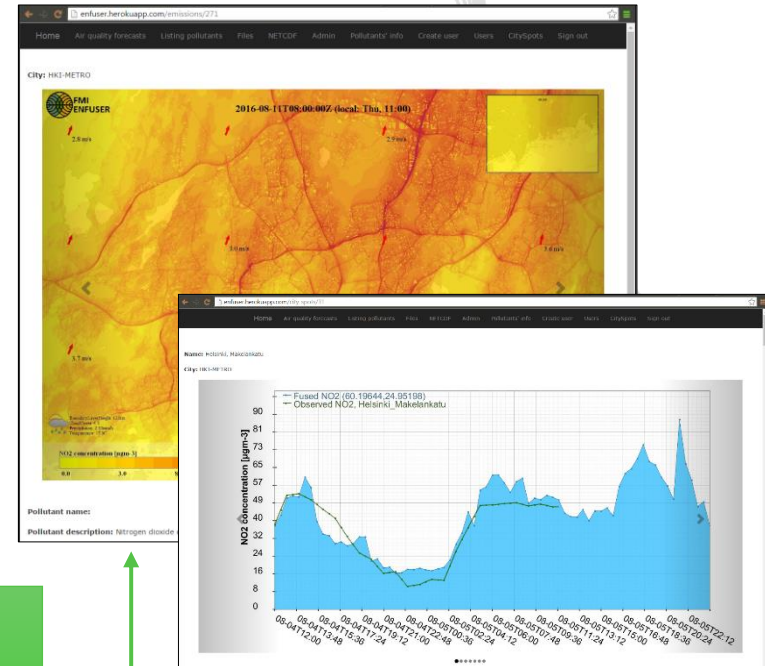 enfuser.herokuapp.com/emissions/271
Home Air quality forecasts Listing pollutants Files NETCDF Admin Pollutants' info Create user Users CitySpots Sign out
City: HKI-METRO
FMI
ENFUSER
2016-08-11T08:00:00Z (local: Thu, 11:00)
2.8 m/s
3.0 m/s
3.7 m/s
NO2 concentration [µgm-3]
0.0 3.0
Pollutant name:
Pollutant description: Nitrogen dioxide
enfuser.herokuapp.com/city_spots/11
Home Air quality forecasts Listing pollutants Files NETCDF Admin Pollutants' info Create user Users CitySpots Sign out
Name: Helsinki, Makelankatu
City: HKI-METRO
Fused NO2 (60.19644,24.95198)
Observed NO2, Helsinki_Makelankatu
NO2 concentration [µgm-3]
90
81
73
65
57
49
40
32
24
16
8
0
08-04T12:00
08-04T13:48
08-04T15:36
08-04T17:24
08-04T19:12
08-04T21:00
08-04T22:48
08-05T00:36
08-05T02:24
08-05T04:12
08-05T06:00
08-05T07:48
08-05T09:36
08-05T11:24
08-05T13:12
08-05T15:00
08-05T16:48
08-05T18:36
08-05T20:24
08-05T22:12